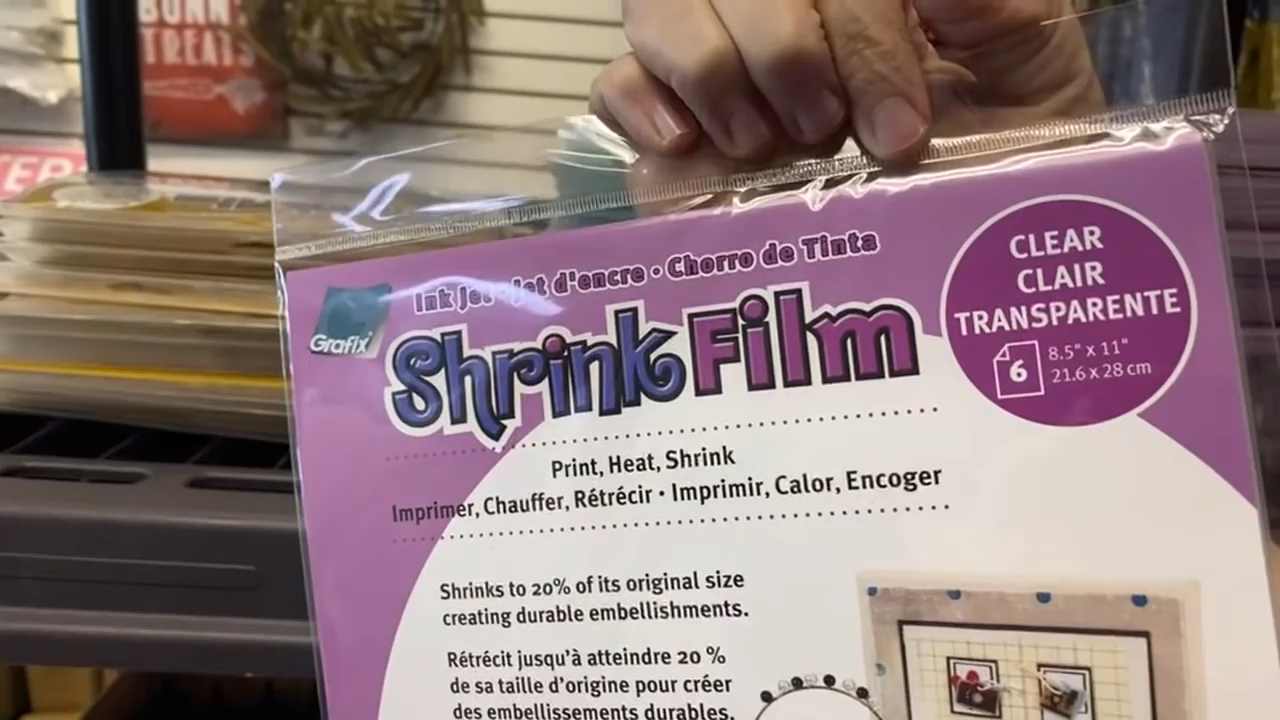 BUNNY
TREATS
Ink Jet • Jet d'encre • Chorro de Tinta
Grafix
Shrink Film
CLEAR
CLAIR
TRANSPARENTE
6
8.5" x 11"
21.6 x 28 cm
Print, Heat, Shrink
Imprimer, Chauffer, Rétrécir • Imprimir, Calor, Encoger
Shrinks to 20% of its original size
creating durable embellishments.
Rétrécit jusqu'à atteindre 20 %
de sa taille d'origine pour créer
des embellissements durables.